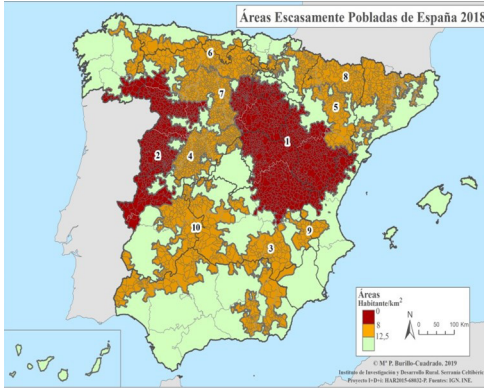 Áreas Escasamente Pobladas de España 2018
6
8
7
5
1
2
4
10
9
3
Áreas
Habitante/km2
0
8
12,5
N
0 50 100 Km
© Mª P. Burillo-Cuadrado, 2019
Instituto de Investigación y Desarrollo Rural. Serranía Celtibérica
Proyecto I+D+i: HAR2015-68032-P. Fuentes: IGN. INE.